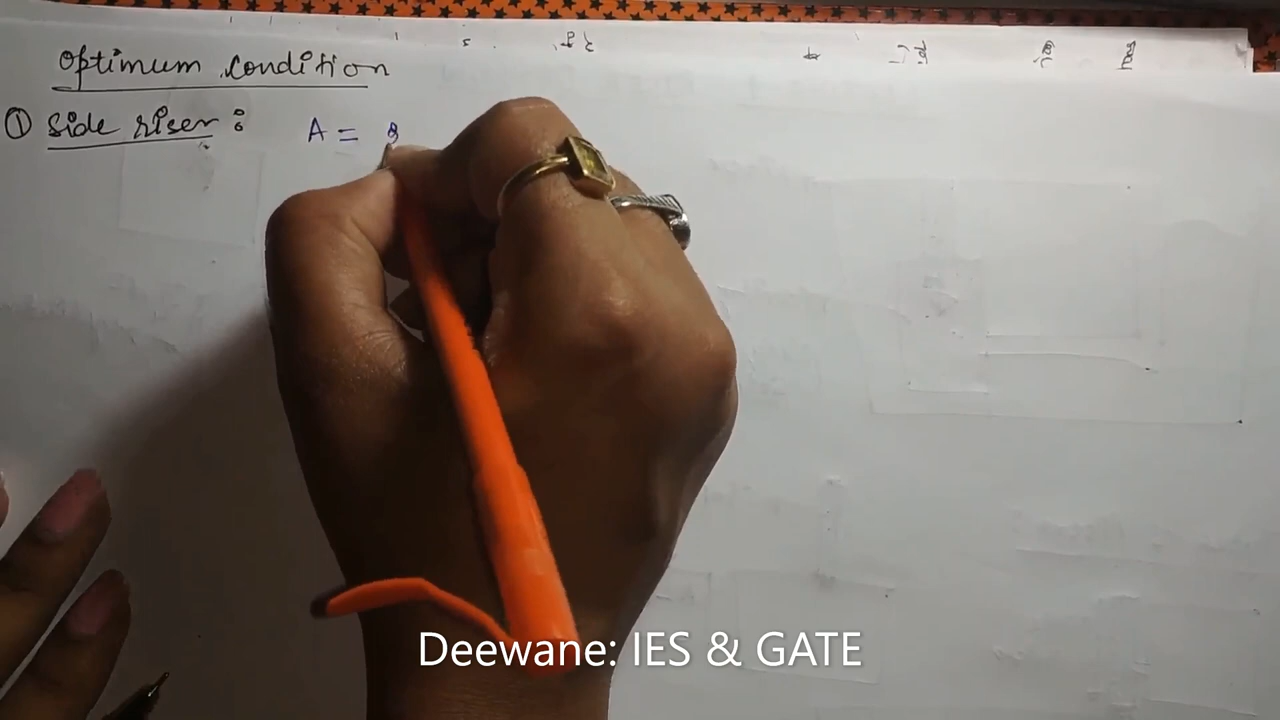 Optimum condition
① Side riser :
A = 
Deewane: IES & GATE